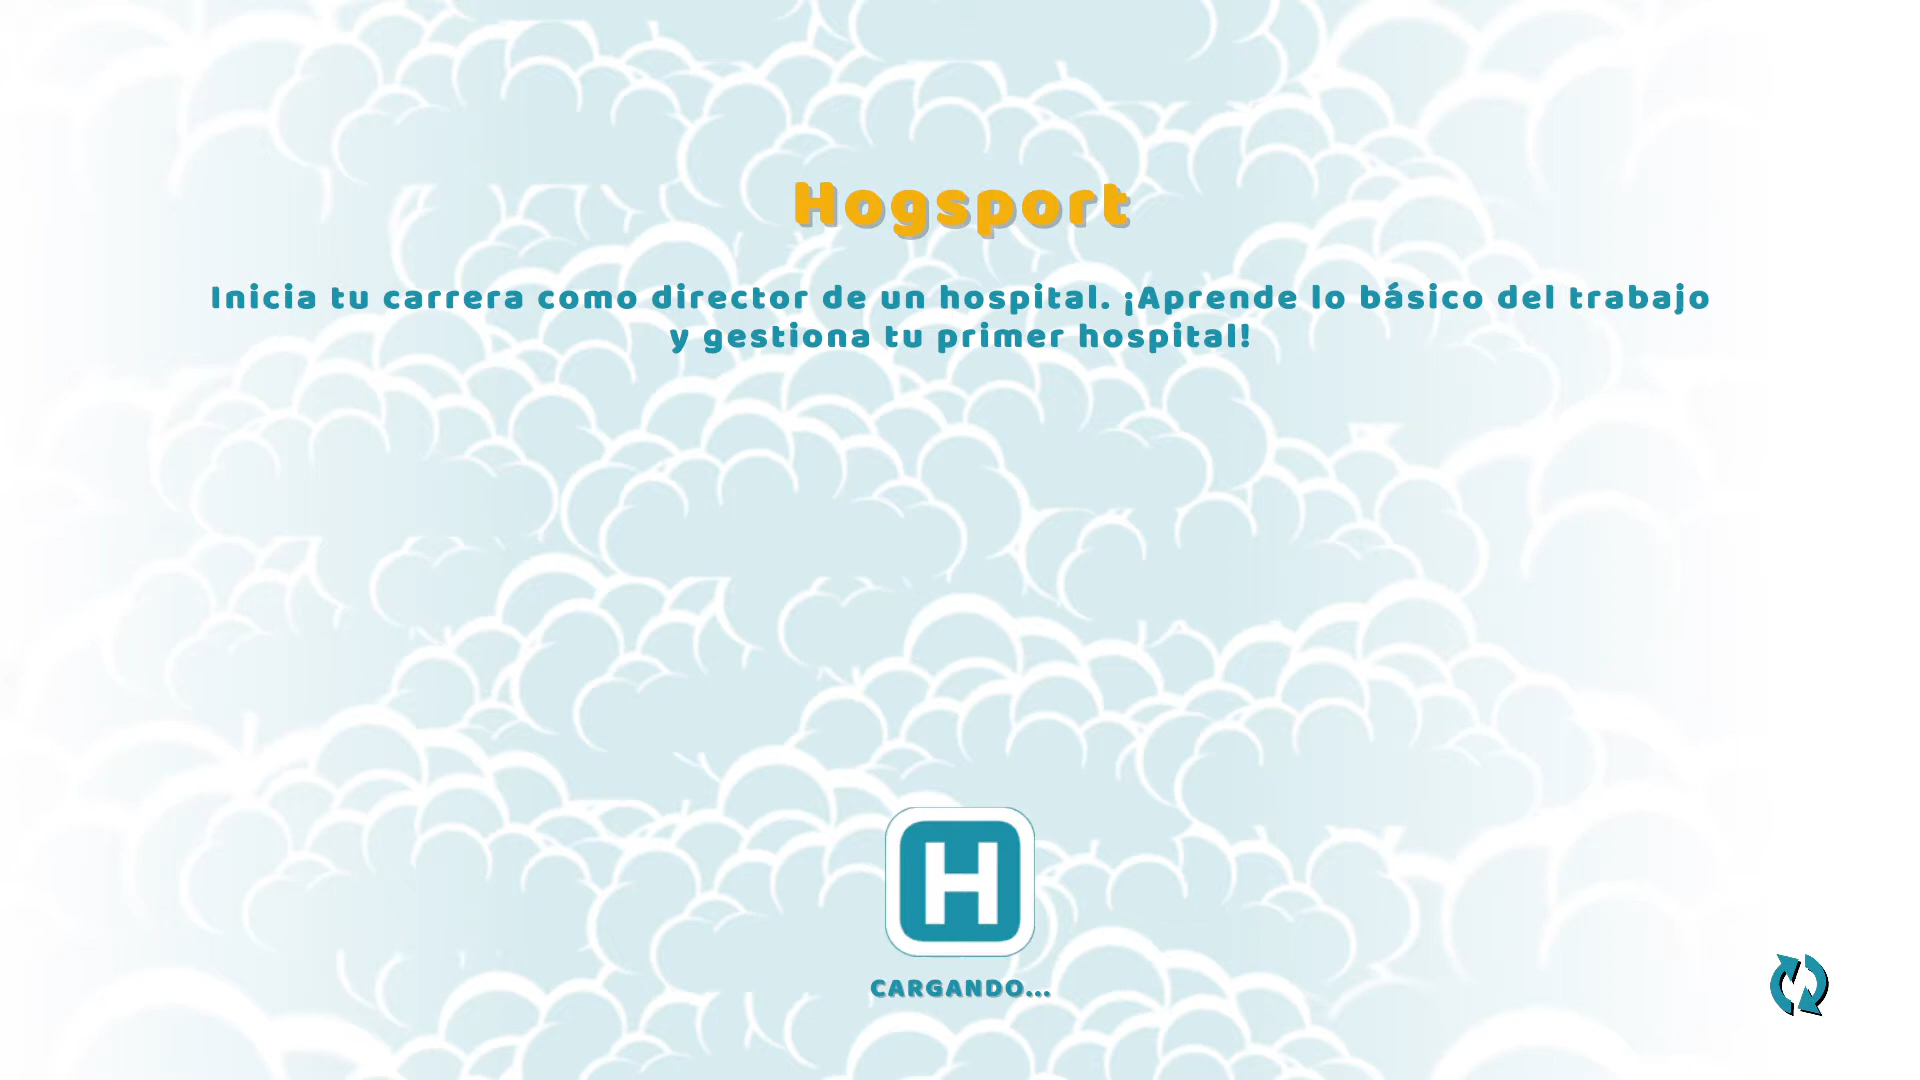 Hogsport
Inicia tu carrera como director de un hospital. ¡Aprende lo básico del trabajo
y gestiona tu primer hospital!
H
CARGANDO...